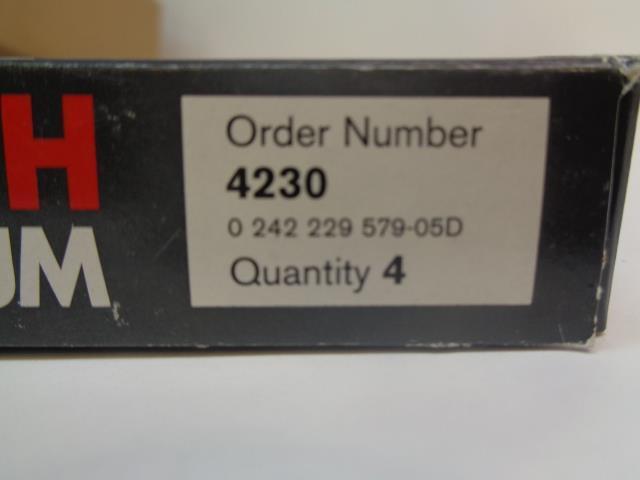 H
UM
Order Number
4230
0 242 229 579-05D
Quantity 4